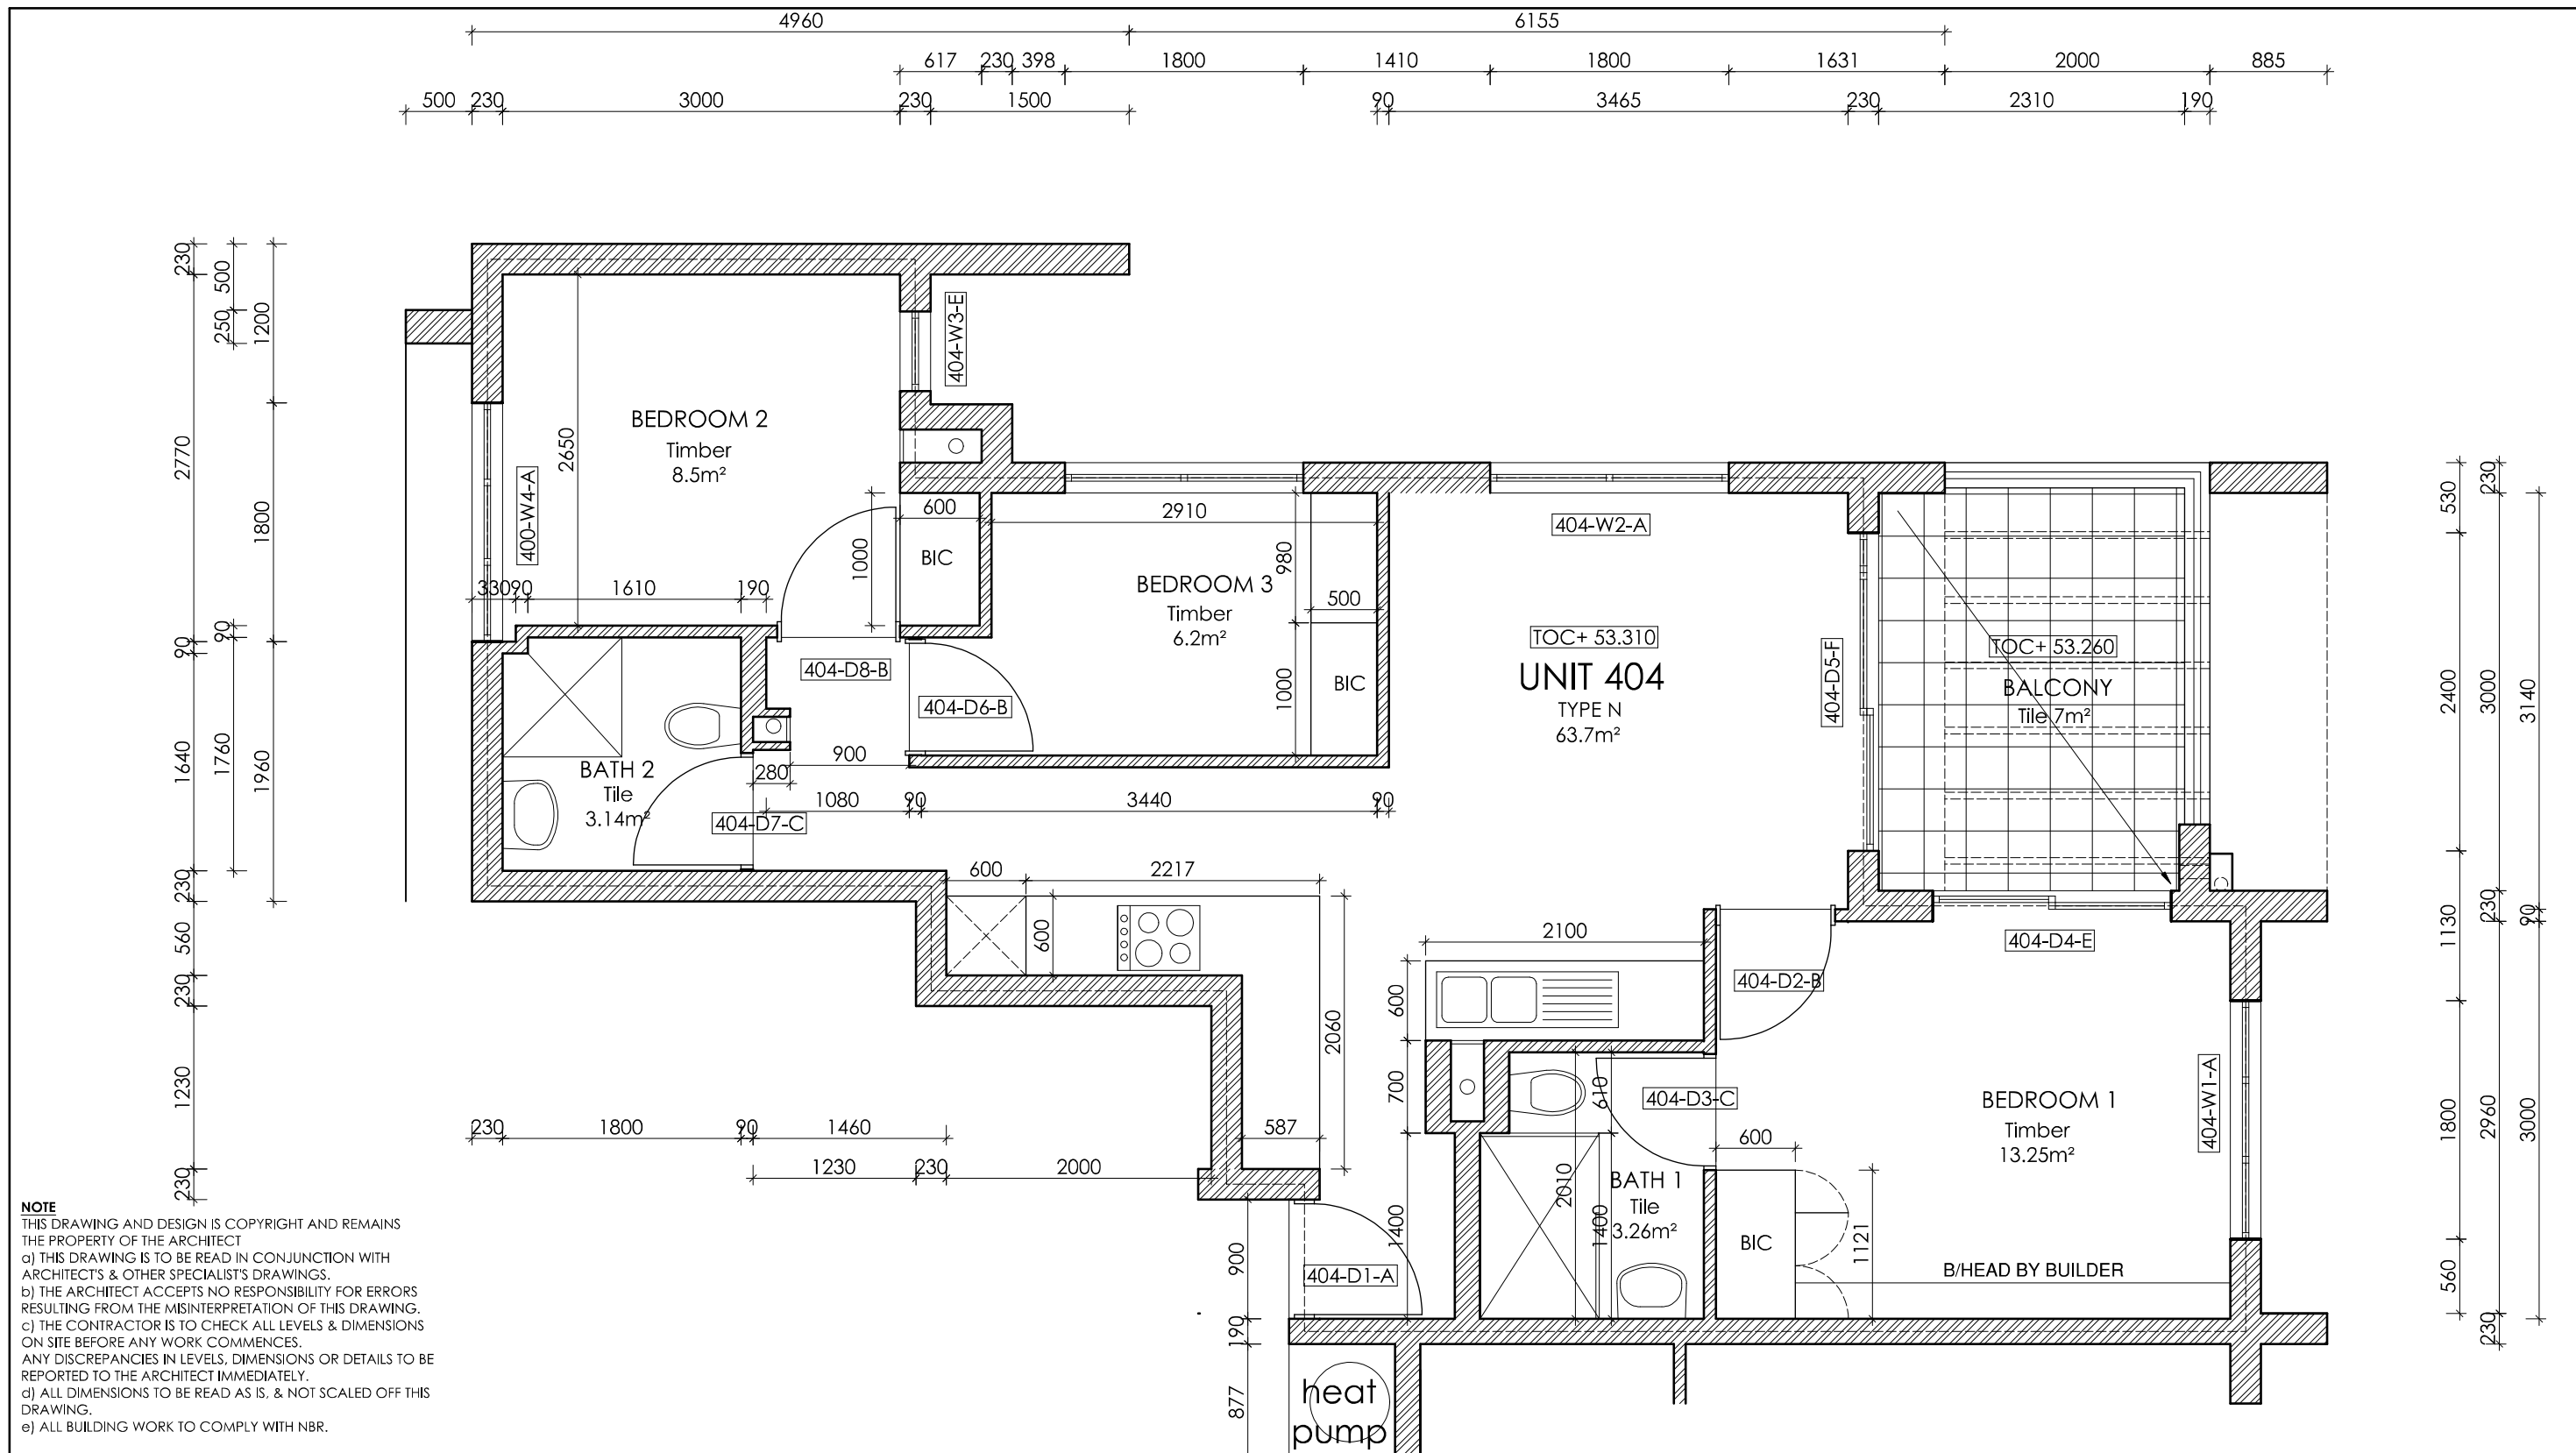 4960 6155
617 230 398 1800 1410 1800 1631 2000 885
500 230 3000 230 1500 90 3465 230 2310 190
230 2770 90 1640 230 560 230 1230 230
500 250 90 1760
1200 1800 1960
404-W3-E
BEDROOM 2
Timber
8.5m²
2650
400-W4-A
330 90 1610 190
1000
600
BIC
2910
980
BEDROOM 3
Timber
6.2m²
500
1000
BIC
404-D8-B
404-D6-B
404-W2-A
TOC+ 53.310
UNIT 404
TYPE N
63.7m²
404-D5-F
TOC+ 53.260
BALCONY
Tile 7m²
530 2400 1130 1800 560
230 3000 230 2960 230
3140 90 3000
BATH 2
Tile
3.14m²
900
280
1080 90 3440 90
404-D7-C
600 2217
600
2060
2100
600
700
1400
404-D2-B
404-D4-E
404-D3-C
610
2010
1400
BATH 1
Tile
3.26m²
600
BIC
1121
BEDROOM 1
Timber
13.25m²
404-W1-A
B/HEAD BY BUILDER
230 1800 90 1460 587
1230 230 2000
900
190
877
404-D1-A
heat
pump
NOTE
THIS DRAWING AND DESIGN IS COPYRIGHT AND REMAINS
THE PROPERTY OF THE ARCHITECT
a) THIS DRAWING IS TO BE READ IN CONJUNCTION WITH
ARCHITECT'S & OTHER SPECIALIST'S DRAWINGS.
b) THE ARCHITECT ACCEPTS NO RESPONSIBILITY FOR ERRORS
RESULTING FROM THE MISINTERPRETATION OF THIS DRAWING.
c) THE CONTRACTOR IS TO CHECK ALL LEVELS & DIMENSIONS
ON SITE BEFORE ANY WORK COMMENCES.
ANY DISCREPANCIES IN LEVELS, DIMENSIONS OR DETAILS TO BE
REPORTED TO THE ARCHITECT IMMEDIATELY.
d) ALL DIMENSIONS TO BE READ AS IS, & NOT SCALED OFF THIS
DRAWING.
e) ALL BUILDING WORK TO COMPLY WITH NBR.